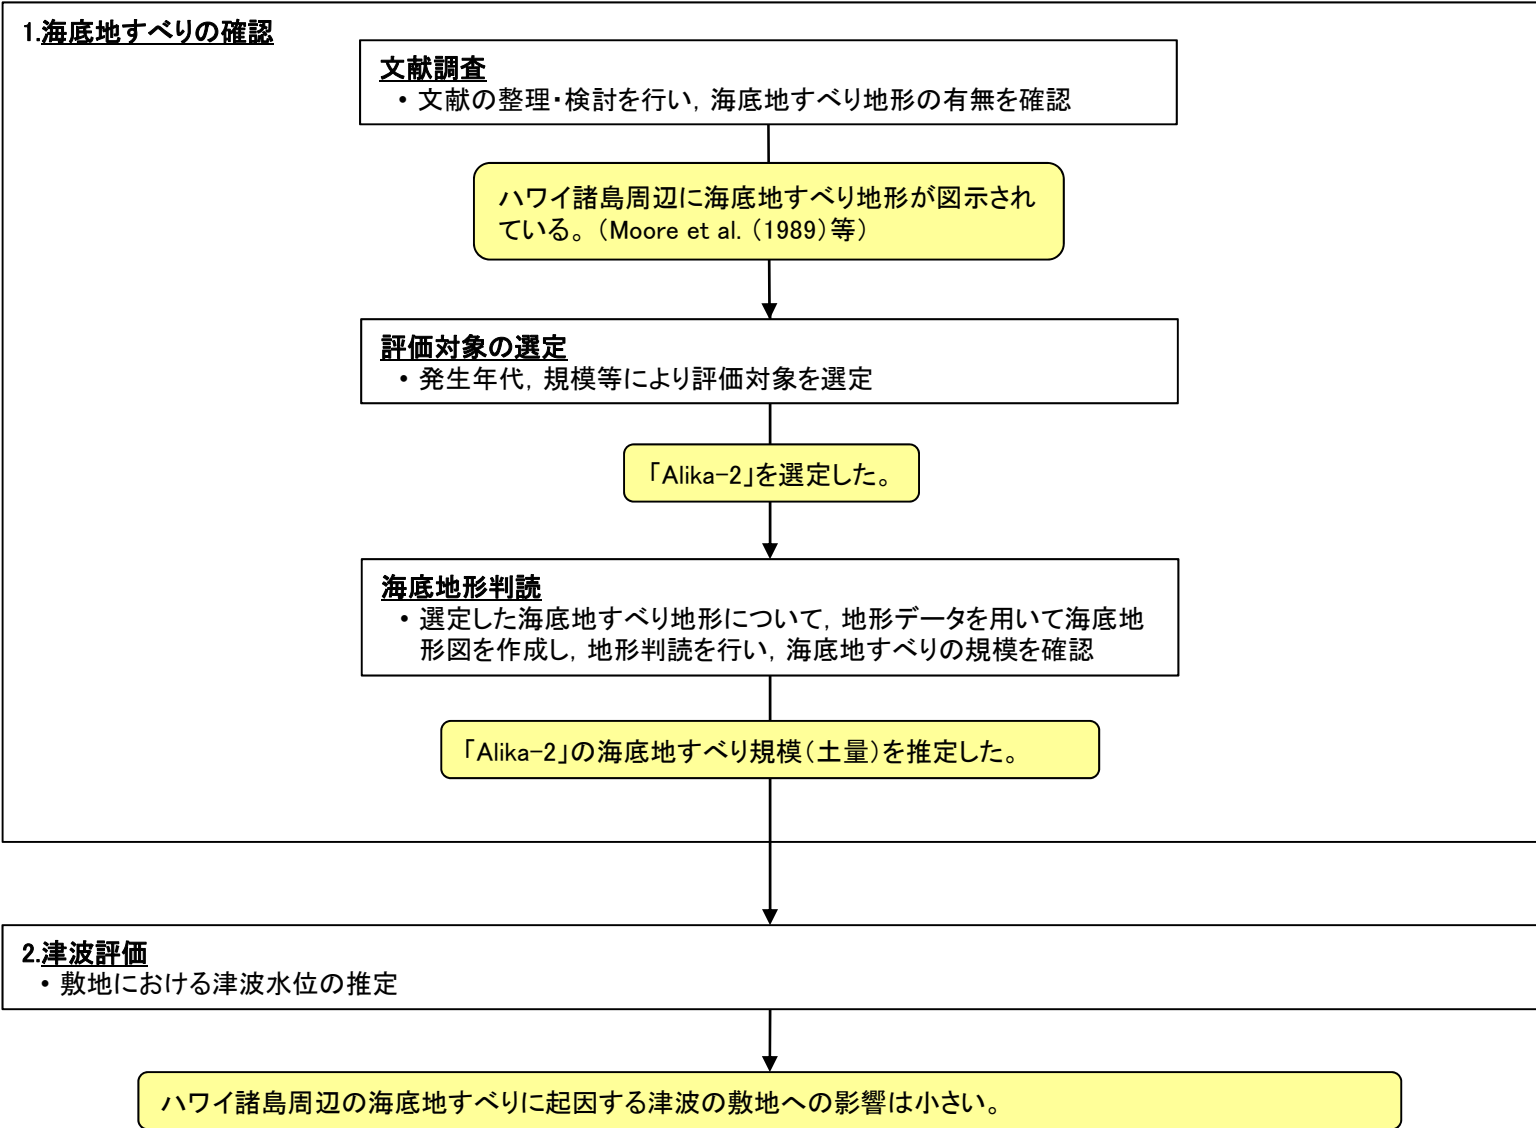 1.海底地すべりの確認
文献調査
• 文献の整理・検討を行い，海底地すべり地形の有無を確認
ハワイ諸島周辺に海底地すべり地形が図示され
ている。（Moore et al.（1989）等）
評価対象の選定
• 発生年代，規模等により評価対象を選定
「Alika-2」を選定した。
海底地形判読
• 選定した海底地すべり地形について，地形データを用いて海底地
形図を作成し，地形判読を行い，海底地すべりの規模を確認
「Alika-2」の海底地すべり規模（土量）を推定した。
2.津波評価
• 敷地における津波水位の推定
ハワイ諸島周辺の海底地すべりに起因する津波の敷地への影響は小さい。